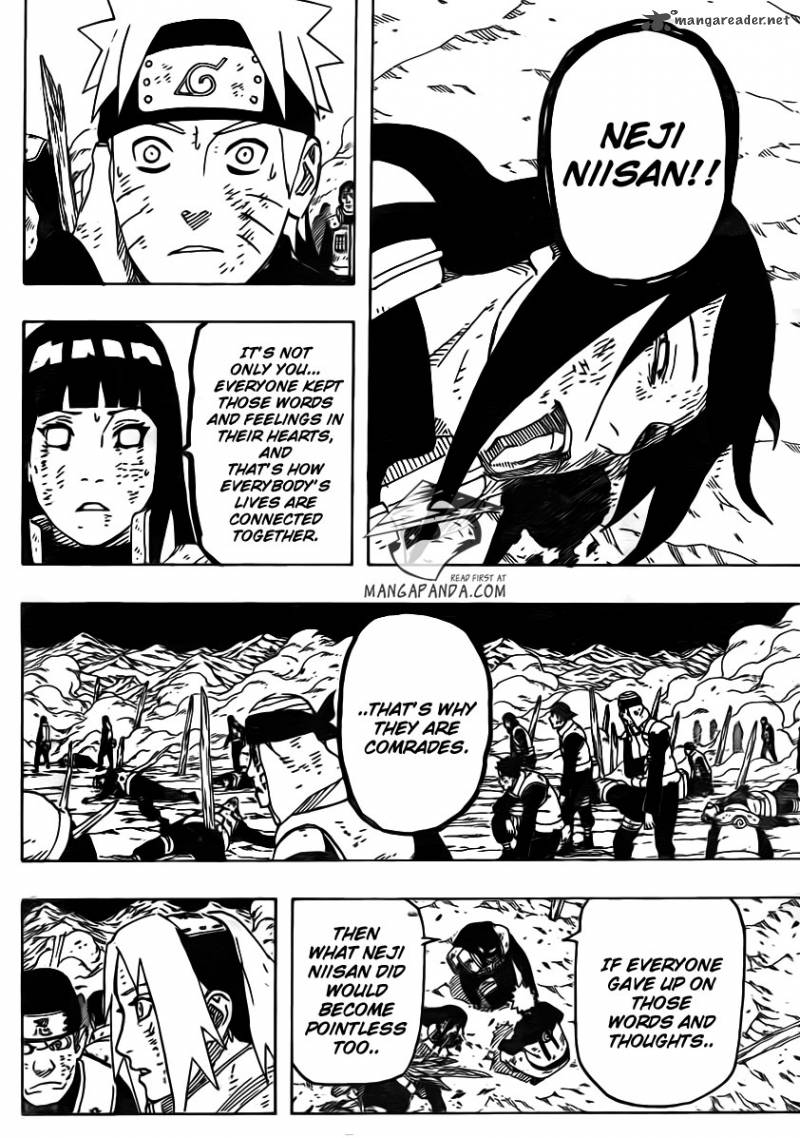 mangareader.net
NEJI
NIISAN!!
IT'S NOT
ONLY YOU...
EVERYONE KEPT
THOSE WORDS
AND FEELINGS IN
THEIR HEARTS,
AND
THAT'S HOW
EVERYBODY'S
LIVES ARE
CONNECTED
TOGETHER.
READ FIRST AT
MANGAPANDA.COM
..THAT'S WHY
THEY ARE
COMRADES.
IF EVERYONE
GAVE UP ON
THOSE
WORDS AND
THOUGHTS..
THEN
WHAT NEJI
NIISAN DID
WOULD
BECOME
POINTLESS
TOO..
忍